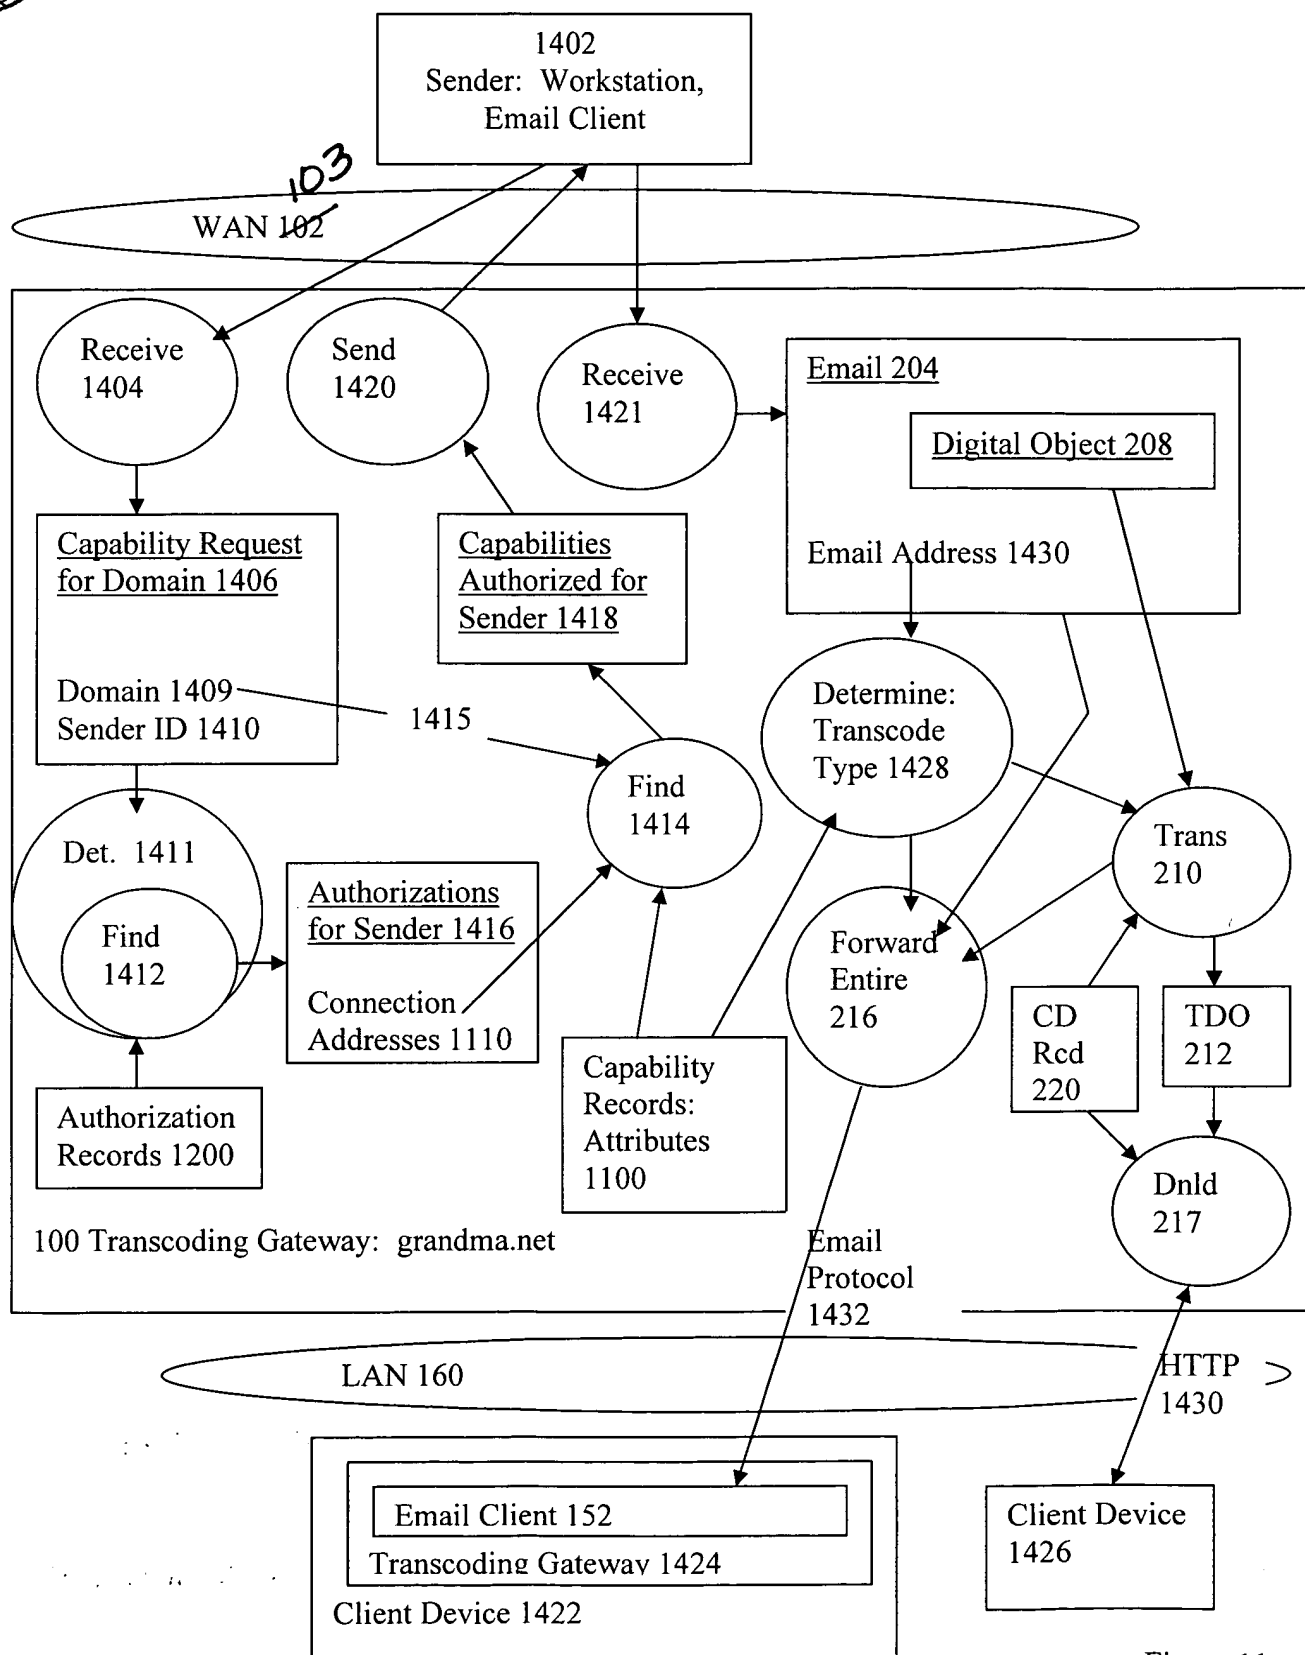 1402
Sender: Workstation,
Email Client
103
WAN 102
Receive
1404
Send
1420
Receive
1421
Email 204
Digital Object 208
Email Address 1430
Capability Request
for Domain 1406
Domain 1409
Sender ID 1410
Capabilities
Authorized for
Sender 1418
1415
Determine:
Transcode
Type 1428
Find
1414
Trans
210
Det. 1411
Find
1412
Authorizations
for Sender 1416
Connection
Addresses 1110
Forward
Entire
216
CD
Rcd
220
TDO
212
Authorization
Records 1200
Capability
Records:
Attributes
1100
Dnld
217
100 Transcoding Gateway: grandma.net
Email
Protocol
1432
LAN 160
HTTP
1430
Email Client 152
Transcoding Gateway 1424
Client Device 1422
Client Device
1426